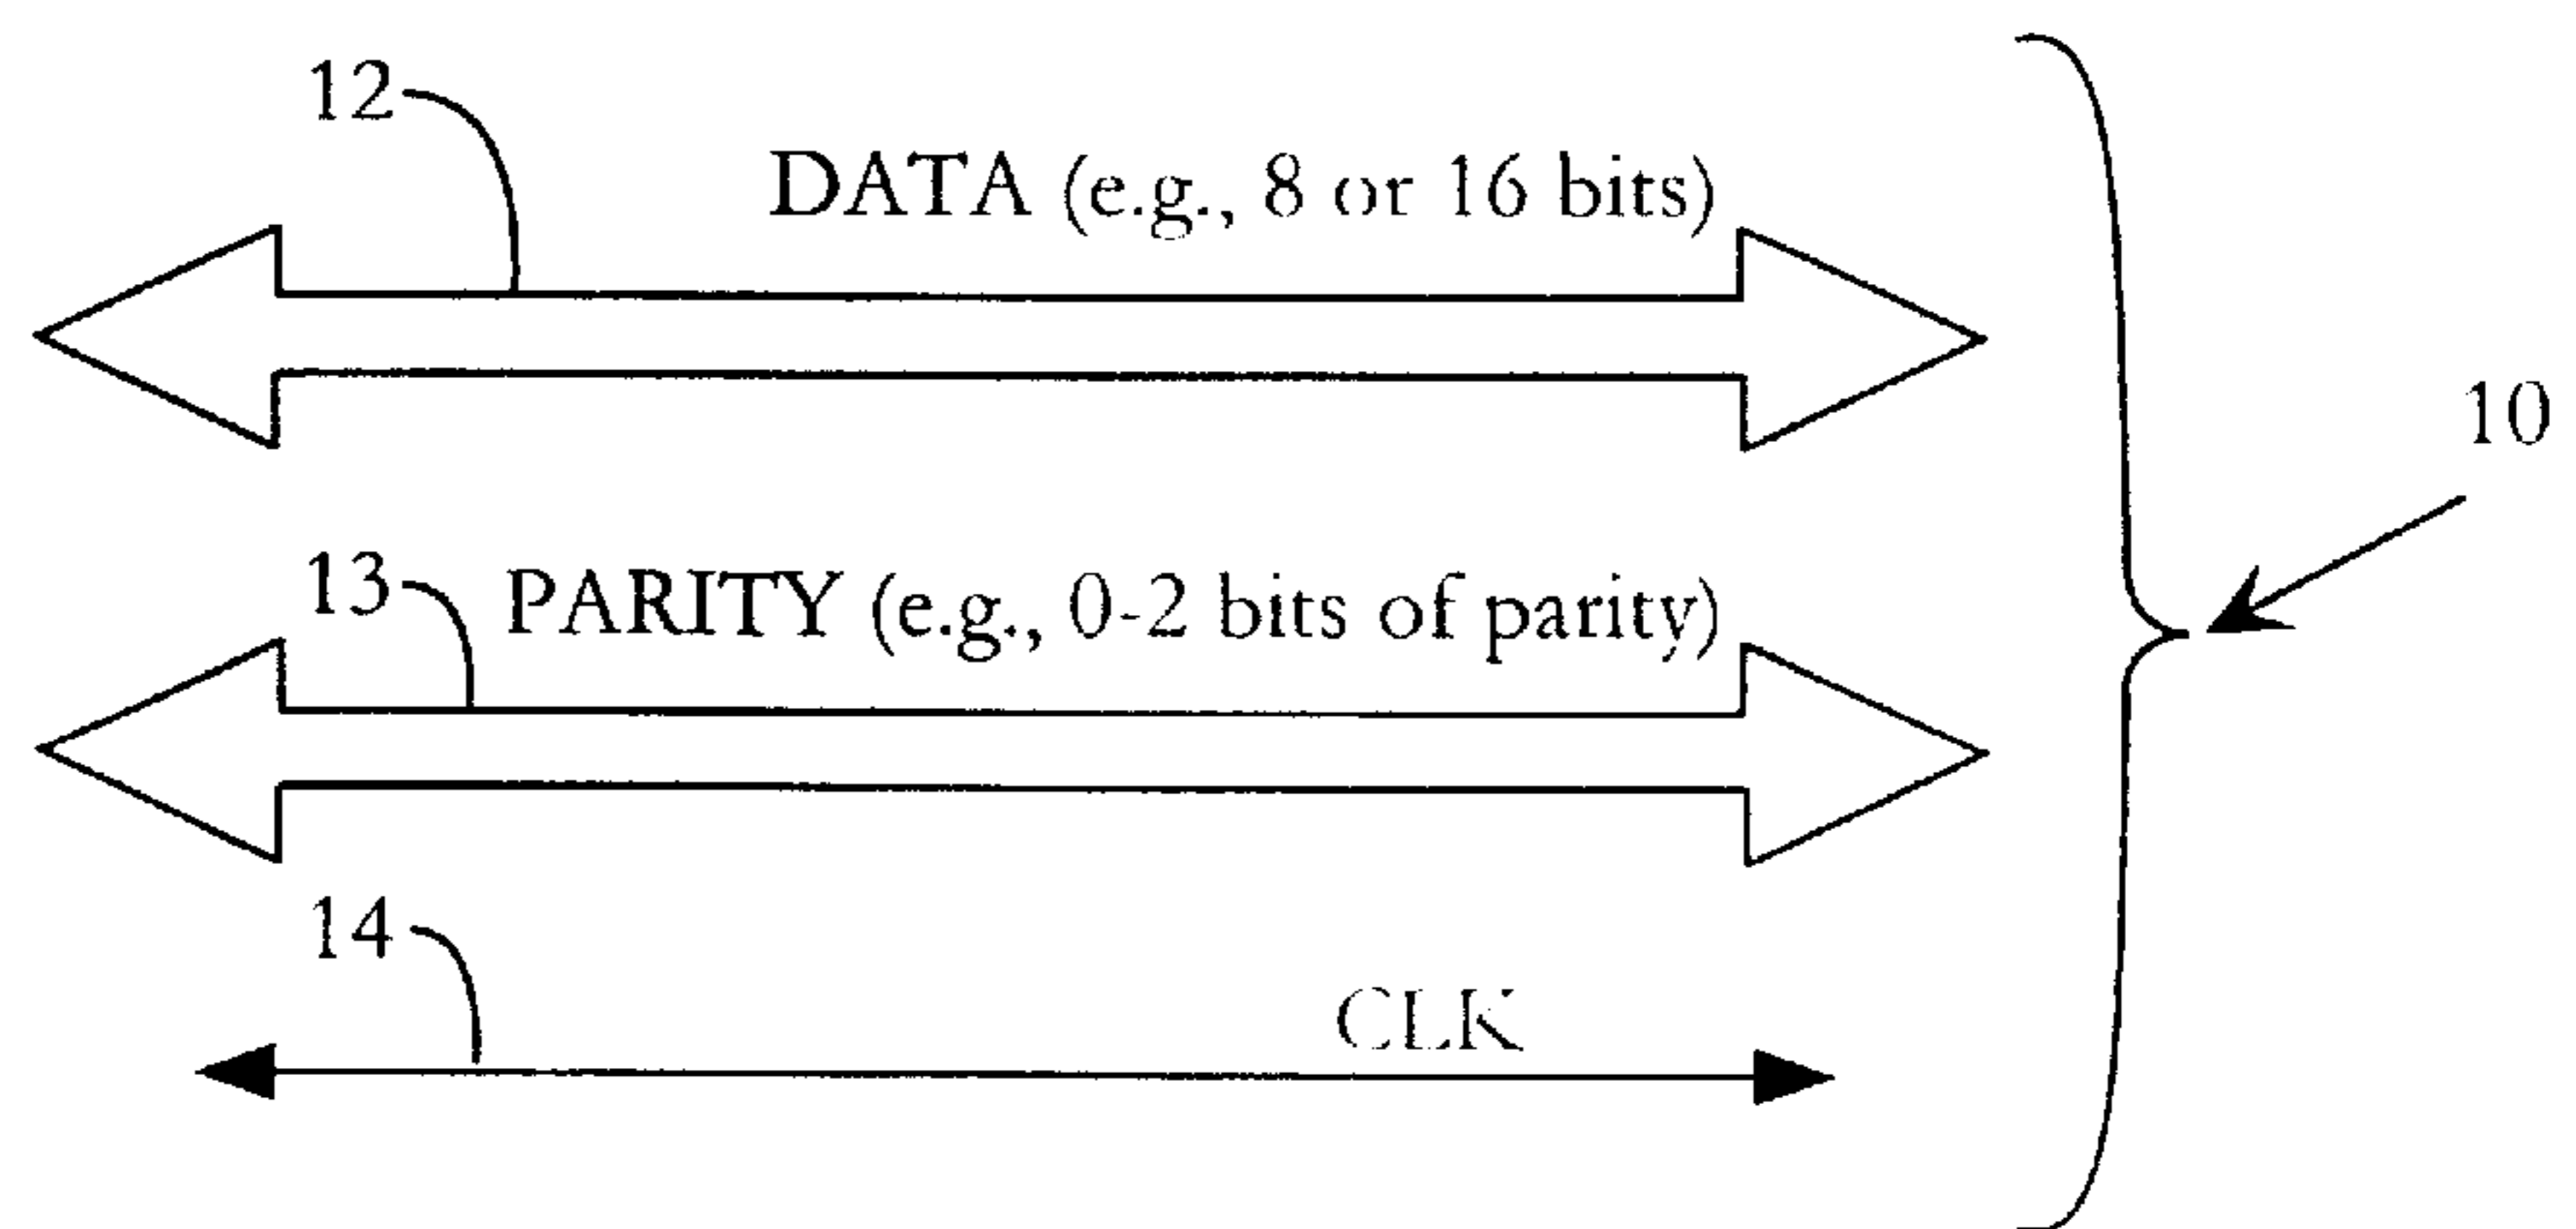 12
DATA (e.g., 8 or 16 bits)
10
13
PARITY (e.g., 0-2 bits of parity)
14
CLK